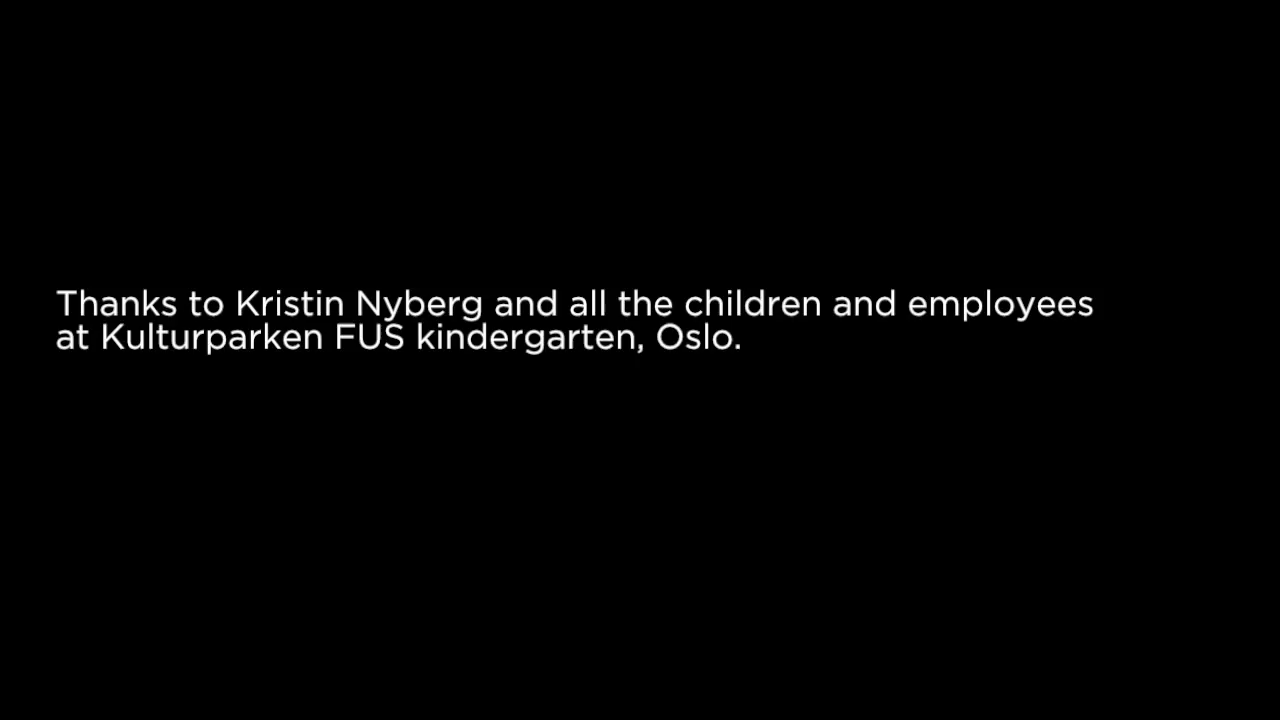 Thanks to Kristin Nyberg and all the children and employees
at Kulturparken FUS kindergarten, Oslo.